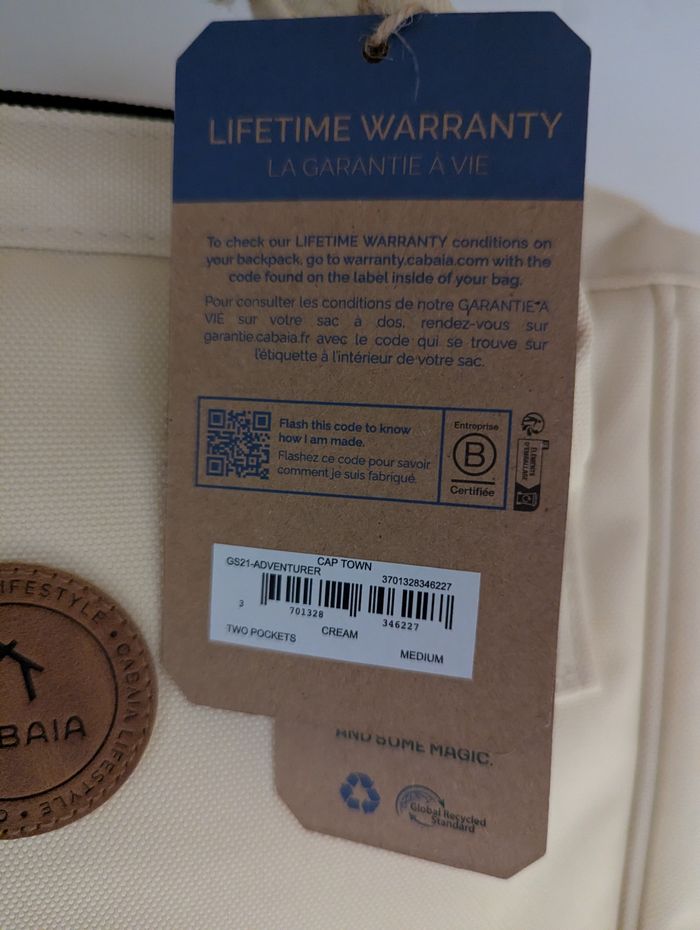 LIFETIME WARRANTY
LA GARANTIE À VIE
To check our LIFETIME WARRANTY conditions on
your backpack, go to warranty.cabaia.com with the
code found on the label inside of your bag.
Pour consulter les conditions de notre GARANTIE A
VIE sur votre sac à dos, rendez-vous sur
garantie.cabaia.fr avec le code qui se trouve sur
l'étiquette à l'intérieur de votre sac.
Flash this code to know
how I am made.
Flashez ce code pour savoir
comment je suis fabriqué.
Entreprise
B
Certifiée
ÉLÉMENTS
D'EMBALLAGE
CAP TOWN
GS21-ADVENTURER
3701328346227
3 701328 346227
TWO POCKETS
CREAM
MEDIUM
AND SOME MAGIC.
Global Recycled
Standard
LIFESTYLE • CABAIA LIFESTYLE •
BAIA